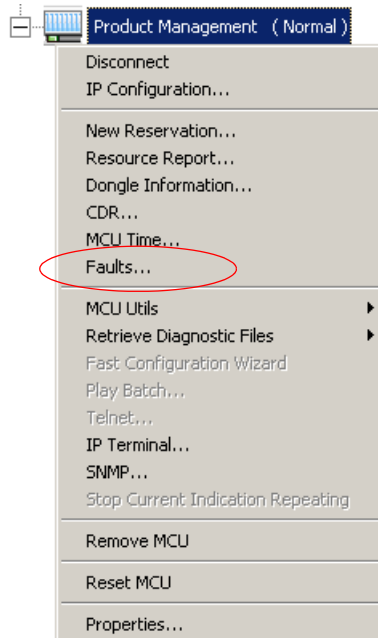 Product Management ( Normal )
Disconnect
IP Configuration...
New Reservation...
Resource Report...
Dongle Information...
CDR...
MCU Time...
Faults...
MCU Utils
Retrieve Diagnostic Files
Fast Configuration Wizard
Play Batch...
Telnet...
IP Terminal...
SNMP...
Stop Current Indication Repeating
Remove MCU
Reset MCU
Properties...